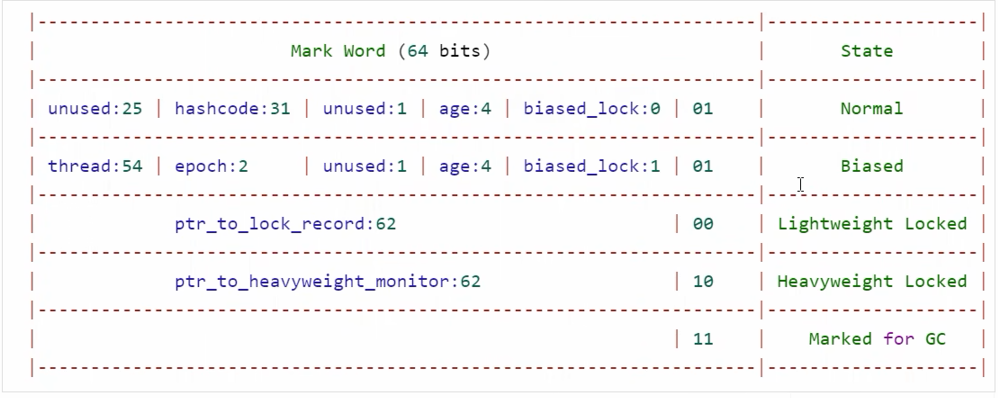 |--------------------------------------------------------------------|--------------------|
| Mark Word (64 bits) | State |
|--------------------------------------------------------------------|--------------------|
| unused:25 | hashcode:31 | unused:1 | age:4 | biased_lock:0 | 01 | Normal |
|--------------------------------------------------------------------|--------------------|
| thread:54 | epoch:2 | unused:1 | age:4 | biased_lock:1 | 01 | Biased |
|--------------------------------------------------------------------|--------------------|
| ptr_to_lock_record:62 | 00 | Lightweight Locked |
|--------------------------------------------------------------------|--------------------|
| ptr_to_heavyweight_monitor:62 | 10 | Heavyweight Locked |
|--------------------------------------------------------------------|--------------------|
| | 11 | Marked for GC |
|--------------------------------------------------------------------|--------------------|